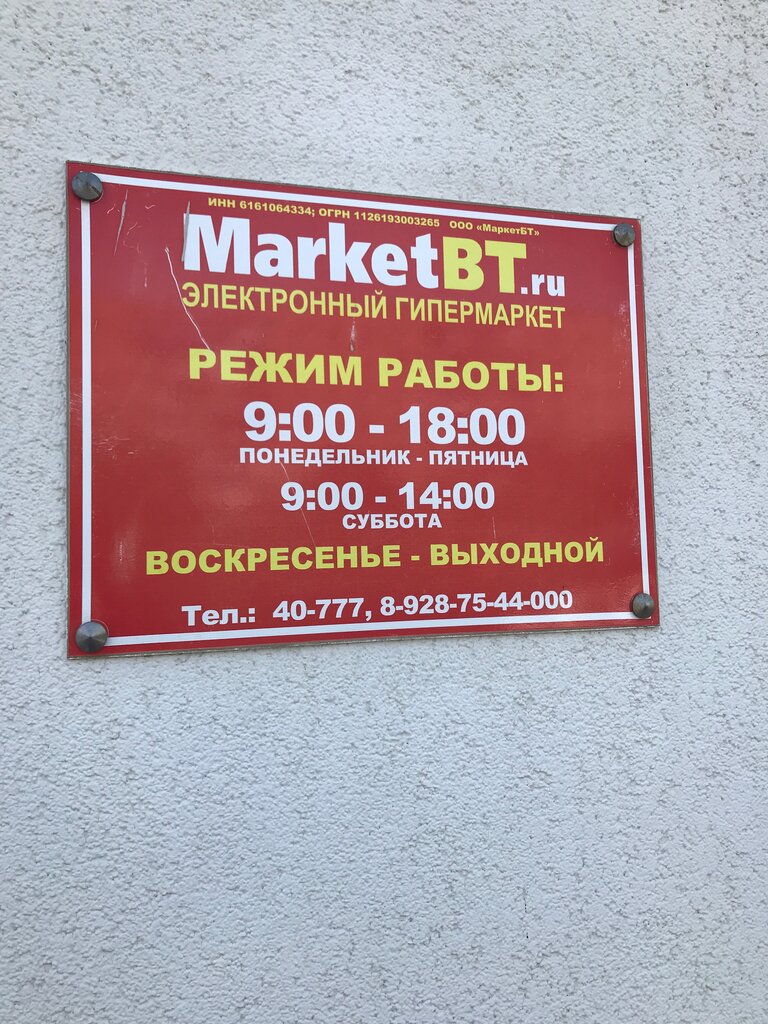 ИНН 6161064334; ОГРН 1126193003265 ООО «МаркетБТ»
MarketBT.ru
ЭЛЕКТРОННЫЙ ГИПЕРМАРКЕТ
РЕЖИМ РАБОТЫ:
9:00 - 18:00
ПОНЕДЕЛЬНИК - ПЯТНИЦА
9:00 - 14:00
СУББОТА
ВОСКРЕСЕНЬЕ - ВЫХОДНОЙ
Тел.: 40-777, 8-928-75-44-000